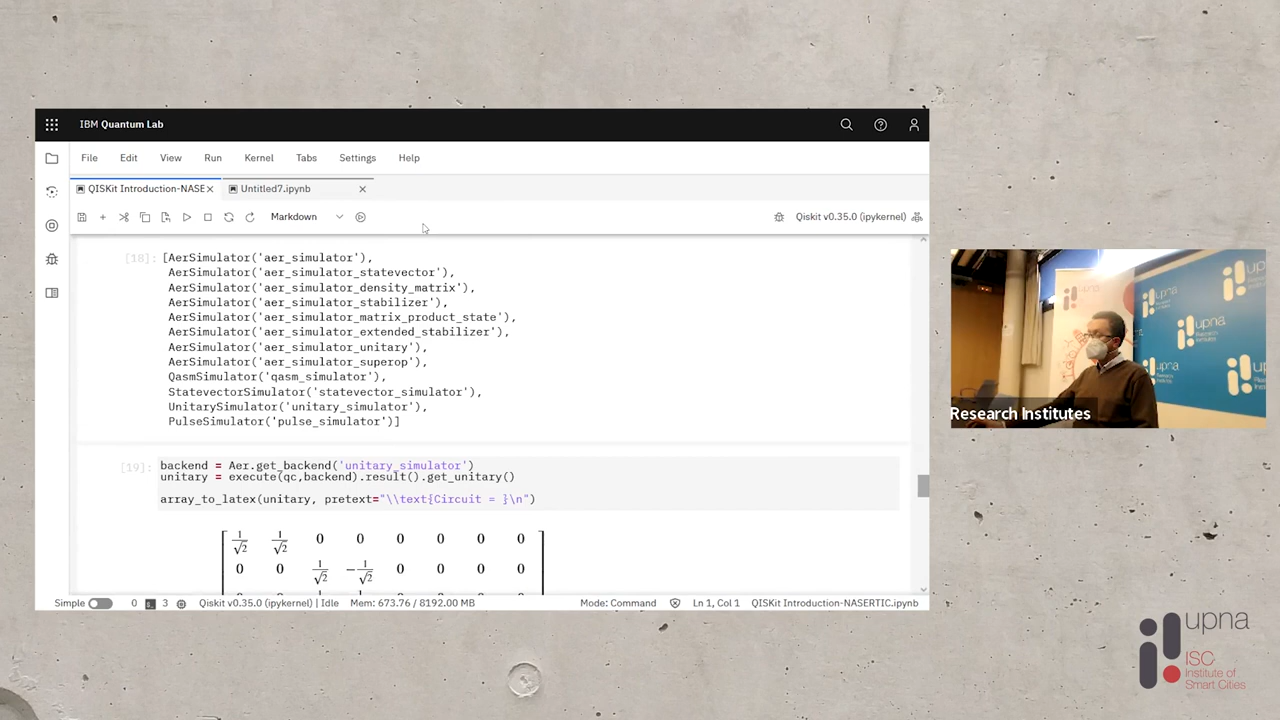 IBM Quantum Lab
File Edit View Run Kernel Tabs Settings Help
QISKit Introduction-NASE
Untitled7.ipynb
Markdown
Qiskit v0.35.0 (ipykernel)
[18]: [AerSimulator('aer_simulator'),
AerSimulator('aer_simulator_statevector'),
AerSimulator('aer_simulator_density_matrix'),
AerSimulator('aer_simulator_stabilizer'),
AerSimulator('aer_simulator_matrix_product_state'),
AerSimulator('aer_simulator_extended_stabilizer'),
AerSimulator('aer_simulator_unitary'),
AerSimulator('aer_simulator_superop'),
QasmSimulator('qasm_simulator'),
StatevectorSimulator('statevector_simulator'),
UnitarySimulator('unitary_simulator'),
PulseSimulator('pulse_simulator')]
[19]: backend = Aer.get_backend('unitary_simulator')
unitary = execute(qc,backend).result().get_unitary()
array_to_latex(unitary, pretext="\\text{Circuit = }\n")
1/√2 1/√2 0 0 0 0 0 0
0 0 1/√2 -1/√2 0 0 0 0
Simple 0 3 Qiskit v0.35.0 (ipykernel) | Idle Mem: 673.76 / 8192.00 MB Mode: Command Ln 1, Col 1 QISKit Introduction-NASERTIC.ipynb
upna
upna
upna
upna
Research Institutes
upna
ISC
Institute of
Smart Cities